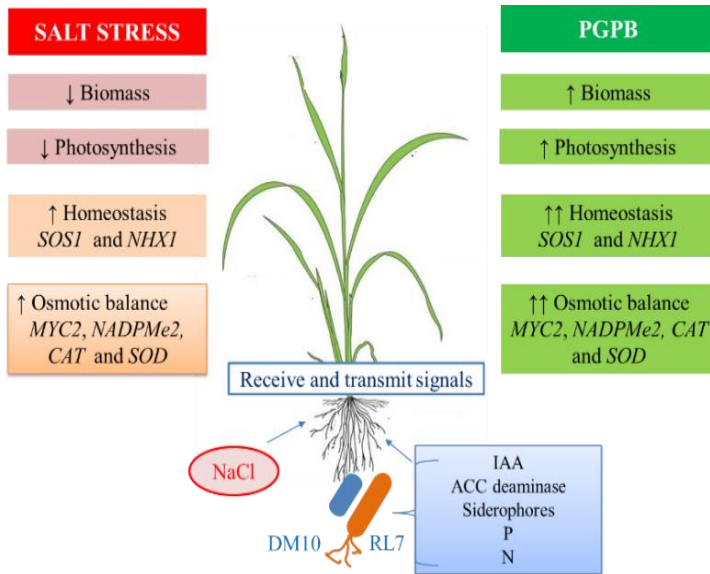 SALT STRESS
↓ Biomass
↓ Photosynthesis
↑ Homeostasis
SOS1 and NHX1
↑ Osmotic balance
MYC2, NADPMe2,
CAT and SOD
PGPB
↑ Biomass
↑ Photosynthesis
↑↑ Homeostasis
SOS1 and NHX1
↑↑ Osmotic balance
MYC2, NADPMe2, CAT
and SOD
Receive and transmit signals
NaCl
DM10 RL7
IAA
ACC deaminase
Siderophores
P
N